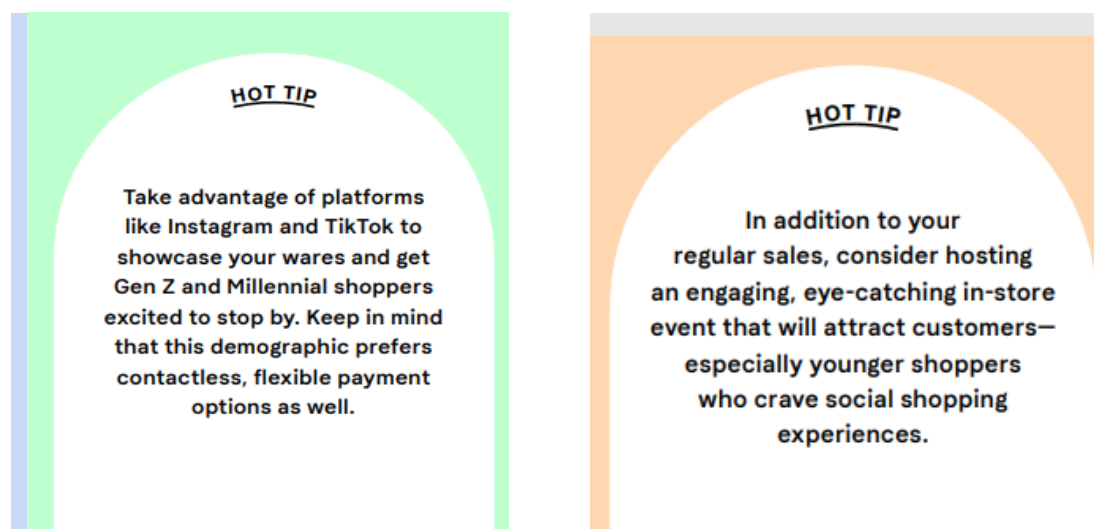 HOT TIP
Take advantage of platforms
like Instagram and TikTok to
showcase your wares and get
Gen Z and Millennial shoppers
excited to stop by. Keep in mind
that this demographic prefers
contactless, flexible payment
options as well.
HOT TIP
In addition to your
regular sales, consider hosting
an engaging, eye-catching in-store
event that will attract customers—
especially younger shoppers
who crave social shopping
experiences.